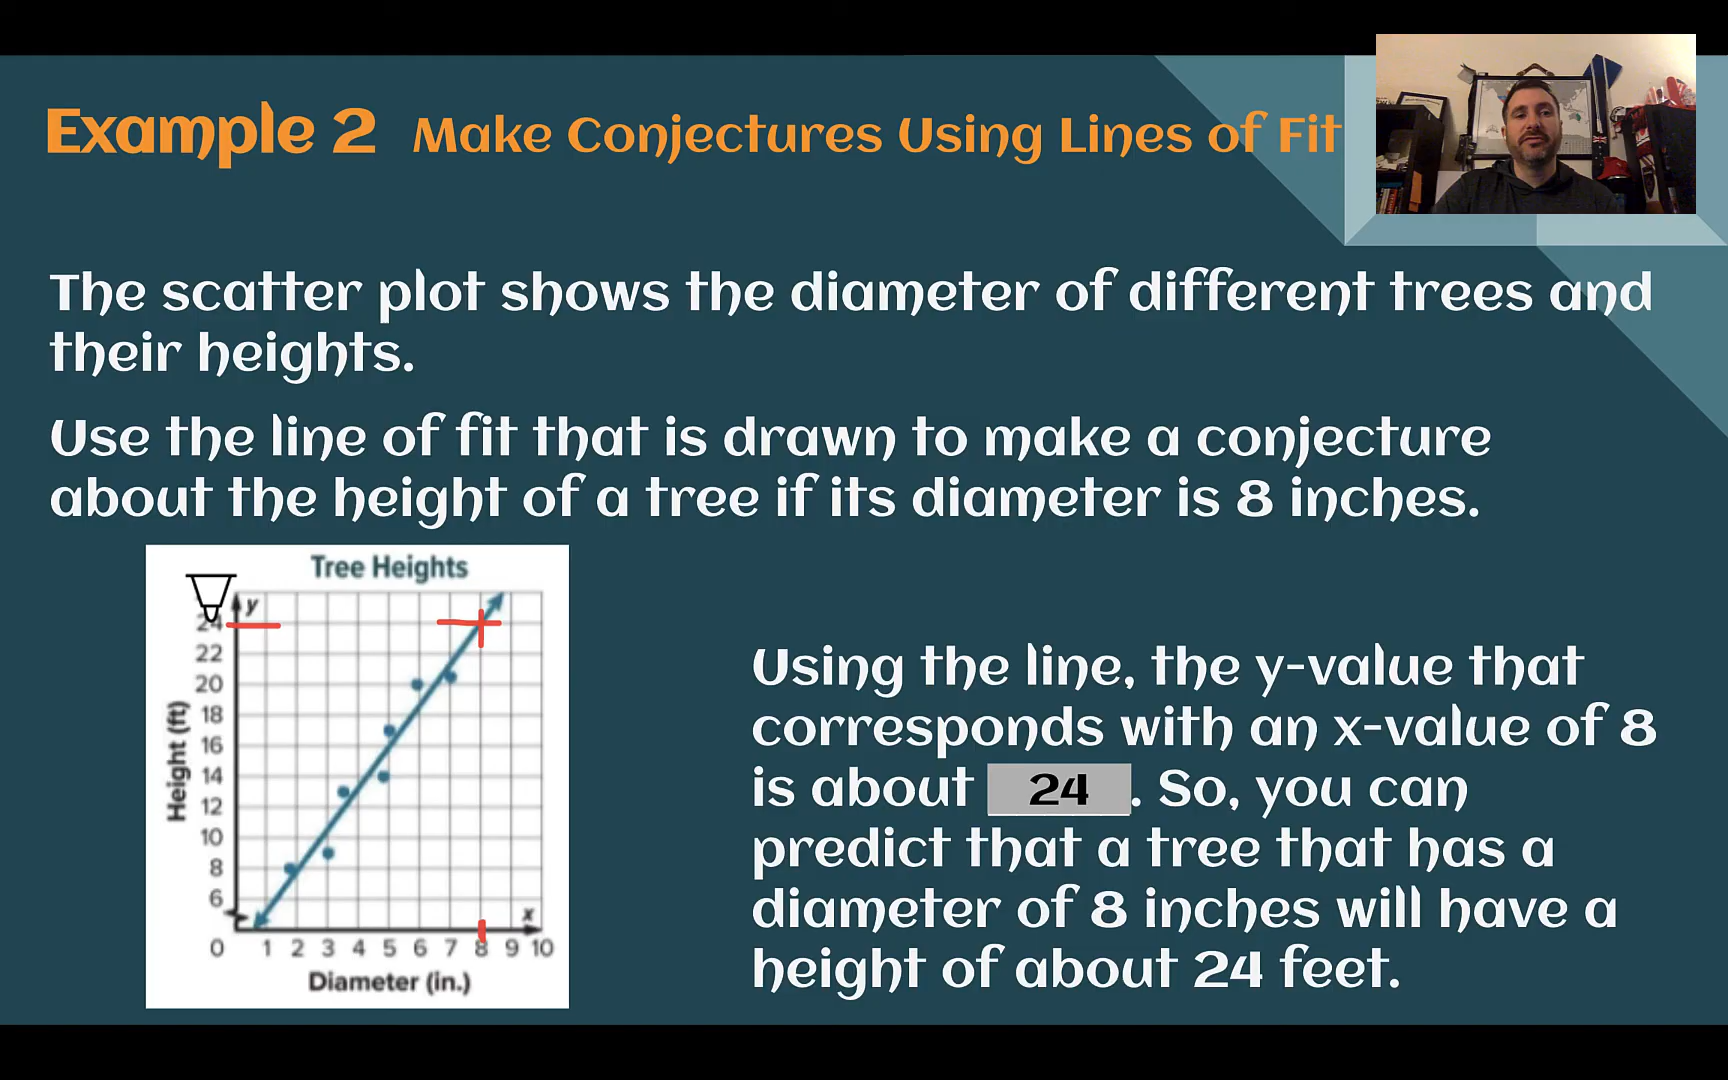 Example 2 Make Conjectures Using Lines of Fit
The scatter plot shows the diameter of different trees and
their heights.
Use the line of fit that is drawn to make a conjecture
about the height of a tree if its diameter is 8 inches.
Tree Heights
y
24
22
20
18
16
14
12
10
8
6
Height (ft)
x
0 1 2 3 4 5 6 7 8 9 10
Diameter (in.)
Using the line, the y-value that
corresponds with an x-value of 8
is about 24. So, you can
predict that a tree that has a
diameter of 8 inches will have a
height of about 24 feet.